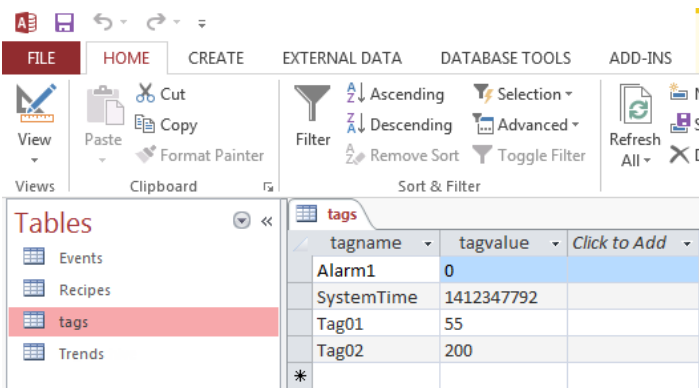 FILE HOME CREATE EXTERNAL DATA DATABASE TOOLS ADD-INS
View
Views
Paste
Cut
Copy
Format Painter
Clipboard
Filter
Ascending
Descending
Remove Sort
Selection
Advanced
Toggle Filter
Sort & Filter
Refresh
All
Tables
Events
Recipes
tags
Trends
tags
tagname tagvalue Click to Add
Alarm1 0
SystemTime 1412347792
Tag01 55
Tag02 200